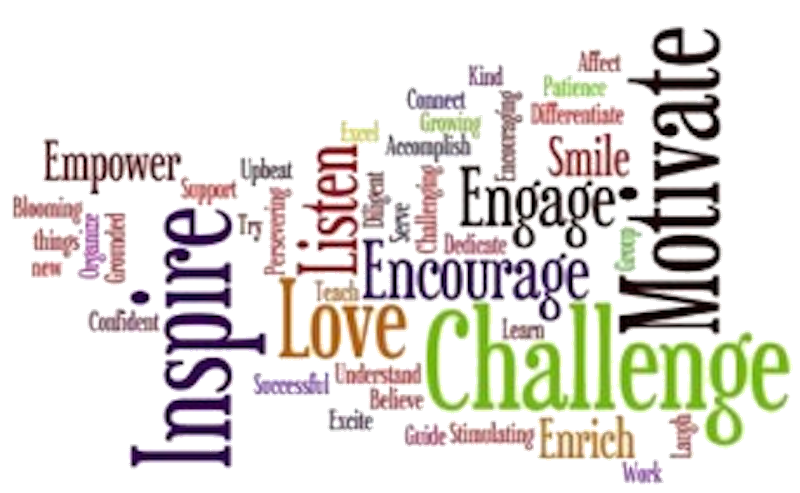 Affect
Kind
Patience
Connect
Differentiate
Growing
Encouraging
Motivate
Excel
Accomplish
Smile
Empower
Upbeat
Support
Listen
Diligent
Challenging
Engage
Blooming
Persevering
Serve
Try
Organize
Grounded
things
new
Inspire
Dedicate
Group
Encourage
Teach
Love
Confident
Learn
Challenge
Successful
Understand
Believe
Excite
Guide
Stimulating
Enrich
Laugh
Work